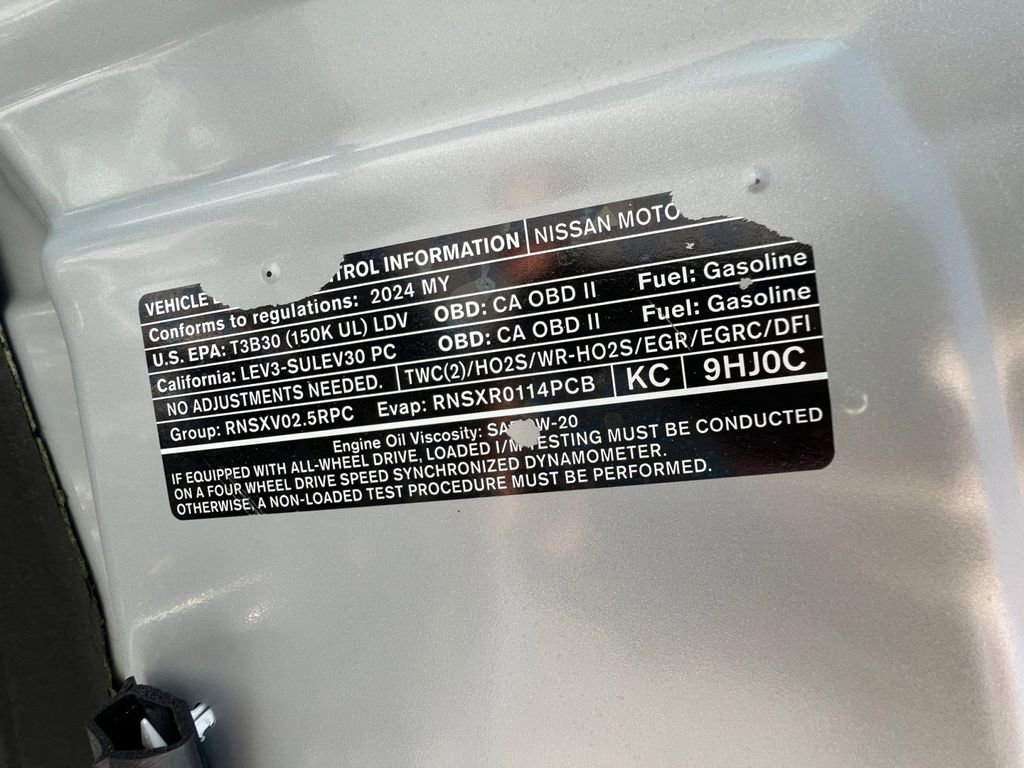 VEHICLE TROL INFORMATION NISSAN MOTO
Conforms to regulations: 2024 MY
U.S. EPA: T3B30 (150K UL) LDV OBD: CA OBD II Fuel: Gasoline
California: LEV3-SULEV30 PC OBD: CA OBD II Fuel: Gasoline
NO ADJUSTMENTS NEEDED. TWC(2)/HO2S/WR-HO2S/EGR/EGRC/DFI
Group: RNSXV02.5RPC Evap: RNSXR0114PCB KC 9HJ0C
Engine Oil Viscosity: W-20
IF EQUIPPED WITH ALL-WHEEL DRIVE, LOADED I/M TESTING MUST BE CONDUCTED
ON A FOUR WHEEL DRIVE SPEED SYNCHRONIZED DYNAMOMETER.
OTHERWISE, A NON-LOADED TEST PROCEDURE MUST BE PERFORMED.